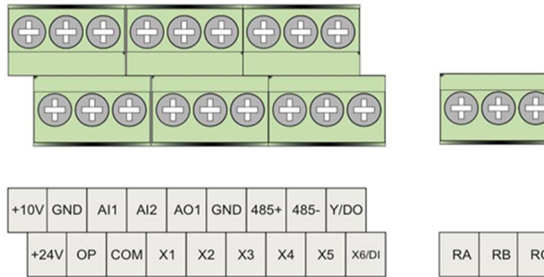 +10V GND AI1 AI2 AO1 GND 485+ 485- Y/DO
+24V OP COM X1 X2 X3 X4 X5 X6/DI
RA RB